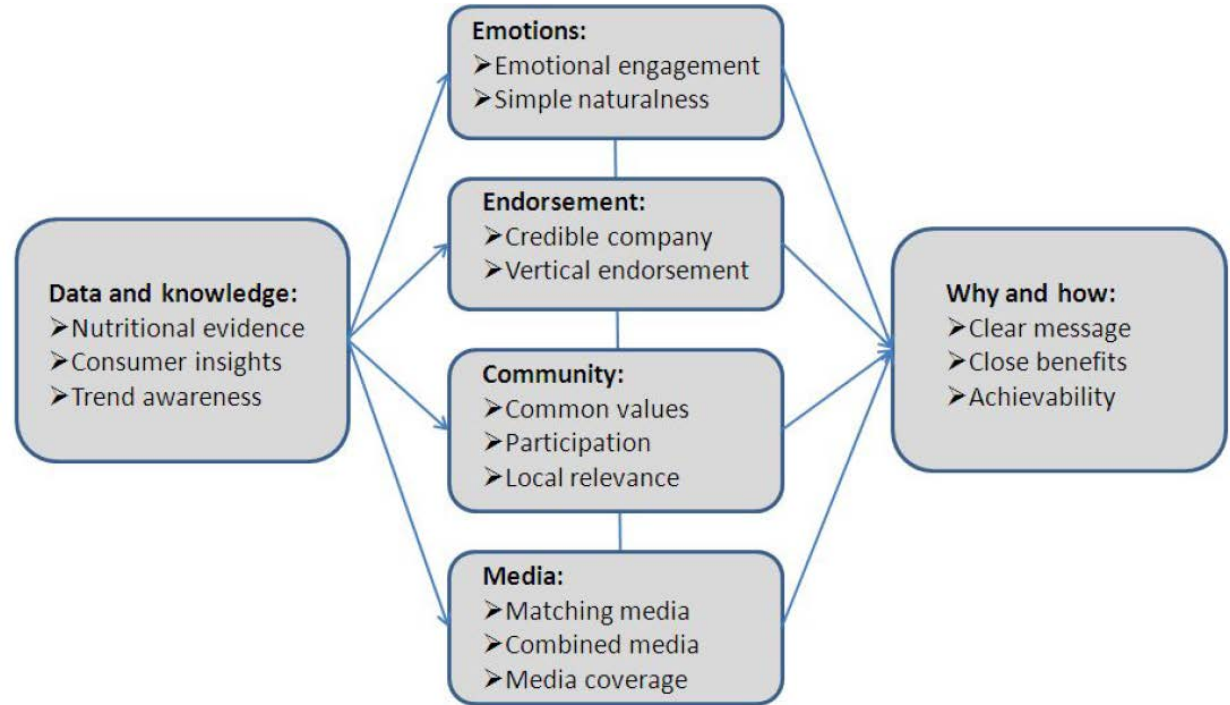 Emotions:
➢Emotional engagement
➢Simple naturalness
Endorsement:
➢Credible company
➢Vertical endorsement
Data and knowledge:
➢Nutritional evidence
➢Consumer insights
➢Trend awareness
Community:
➢Common values
➢Participation
➢Local relevance
Media:
➢Matching media
➢Combined media
➢Media coverage
Why and how:
➢Clear message
➢Close benefits
➢Achievability